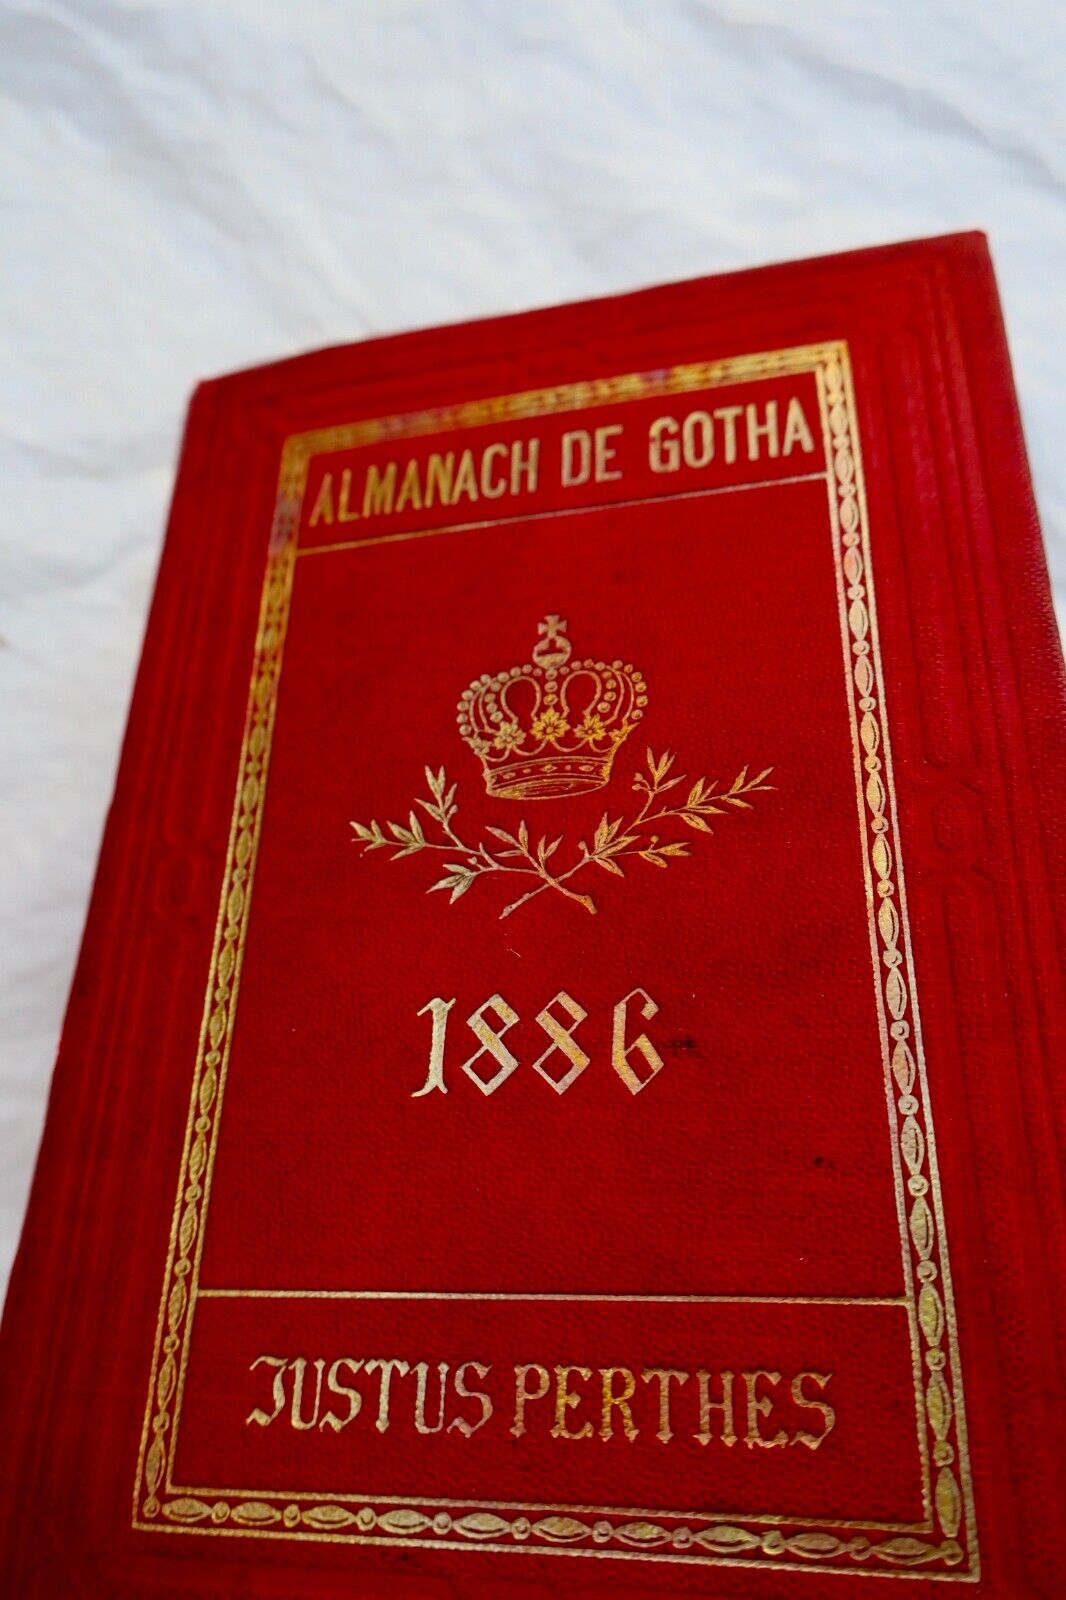 ALMANACH DE GOTHA
1886
JUSTUS PERTHES